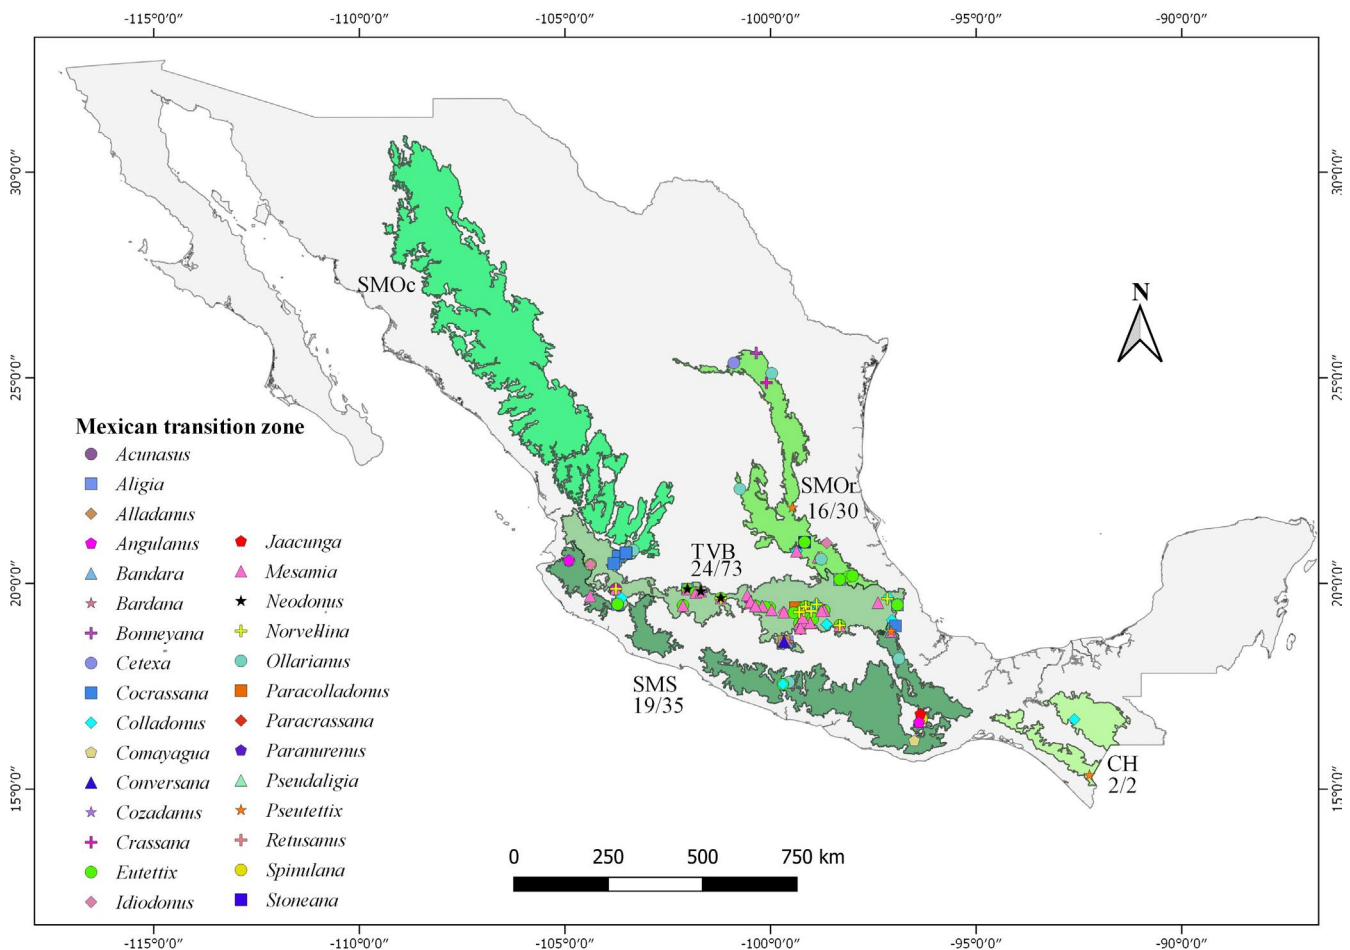 -115°0'0"
-110°0'0"
-105°0'0"
-100°0'0"
-95°0'0"
-90°0'0"
30°0'0"
30°0'0"
25°0'0"
25°0'0"
20°0'0"
20°0'0"
15°0'0"
15°0'0"
N
SMOc
SMOr
16/30
TVB
24/73
SMS
19/35
CH
2/2
Mexican transition zone
Acunasus
Aligia
Alladanus
Angulanus
Bandara
Bardana
Bonneyana
Cetexa
Cocrassana
Colladonus
Comayagua
Conversana
Cozadanus
Crassana
Eutettix
Idiodonus
Jaacunga
Mesamia
Neodonus
Norvellina
Ollarianus
Paracolladonus
Paracrassana
Paramurenus
Pseudaligia
Pseutettix
Retusanus
Spinulana
Stoneana
0 250 500 750 km
-115°0'0"
-110°0'0"
-105°0'0"
-100°0'0"
-95°0'0"
-90°0'0"